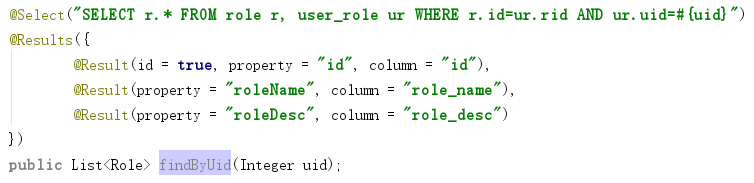 @Select("SELECT r.* FROM role r, user_role ur WHERE r.id=ur.rid AND ur.uid=#{uid}")
@Results({
@Result(id = true, property = "id", column = "id"),
@Result(property = "roleName", column = "role_name"),
@Result(property = "roleDesc", column = "role_desc")
})
public List<Role> findByUid(Integer uid);